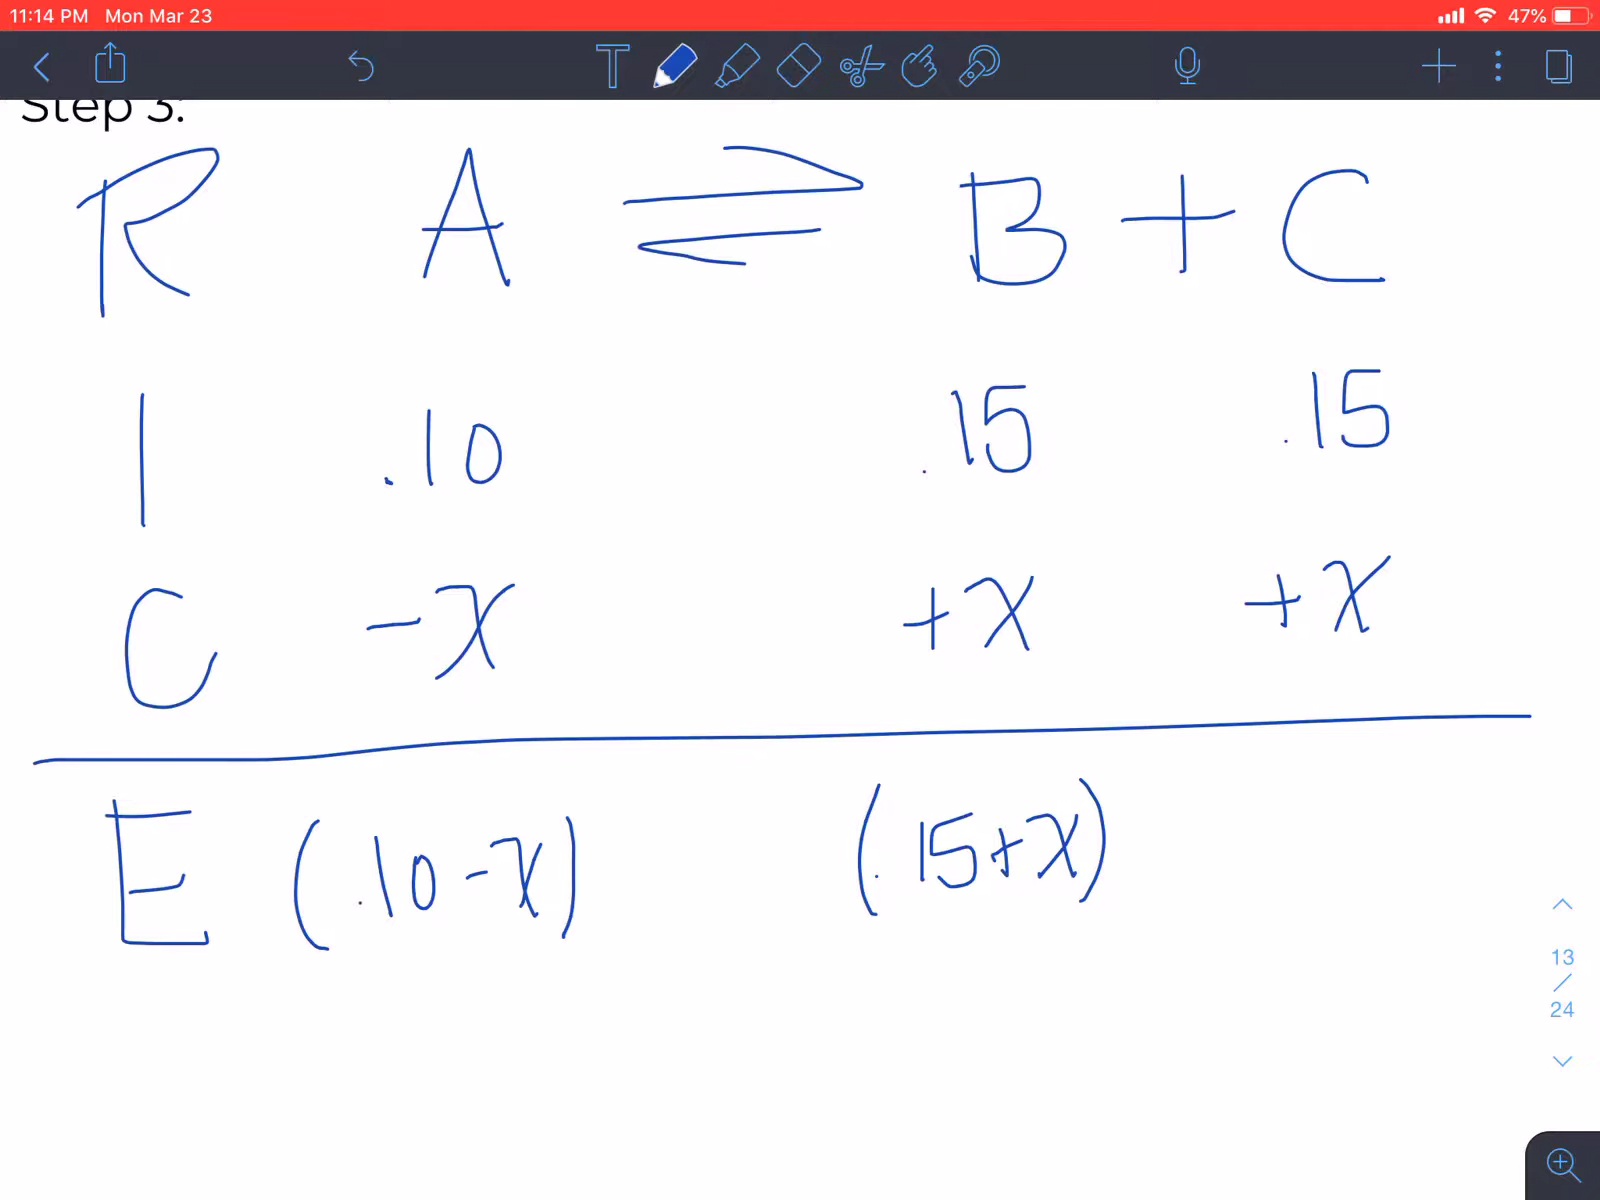 11:14 PM Mon Mar 23
47%
T
Step 3:
R A ⇌ B + C
I .10 .15 .15
C -x +x +x
E (.10-x) (.15+x)
13
/
24